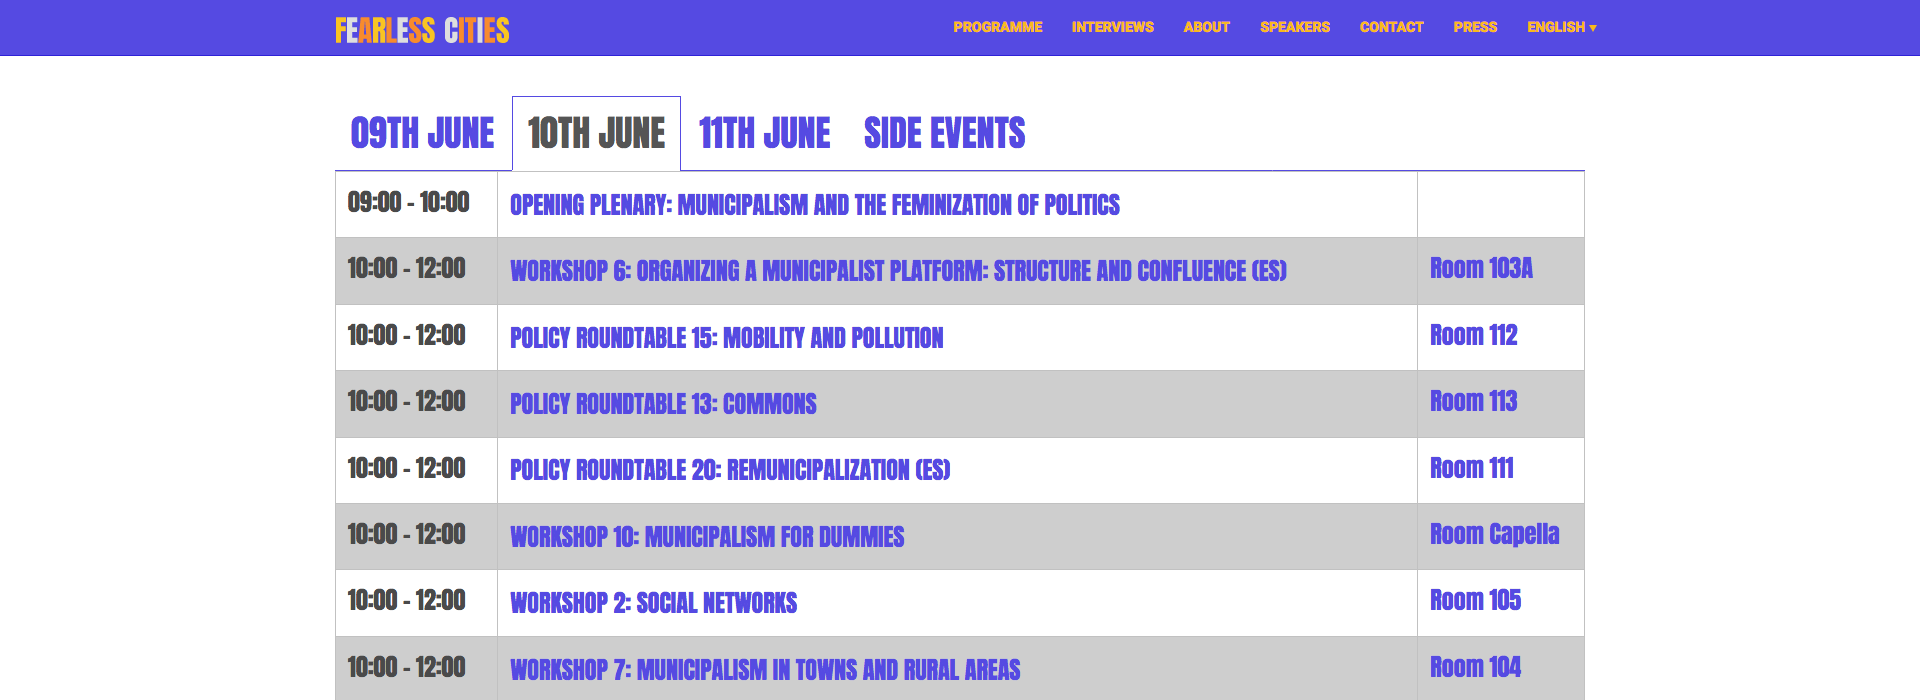 FEARLESS CITIES
PROGRAMME INTERVIEWS ABOUT SPEAKERS CONTACT PRESS ENGLISH ▾
09TH JUNE 10TH JUNE 11TH JUNE SIDE EVENTS
09:00 - 10:00 OPENING PLENARY: MUNICIPALISM AND THE FEMINIZATION OF POLITICS
10:00 - 12:00 WORKSHOP 6: ORGANIZING A MUNICIPALIST PLATFORM: STRUCTURE AND CONFLUENCE (ES) Room 103A
10:00 - 12:00 POLICY ROUNDTABLE 15: MOBILITY AND POLLUTION Room 112
10:00 - 12:00 POLICY ROUNDTABLE 13: COMMONS Room 113
10:00 - 12:00 POLICY ROUNDTABLE 20: REMUNICIPALIZATION (ES) Room 111
10:00 - 12:00 WORKSHOP 10: MUNICIPALISM FOR DUMMIES Room Capella
10:00 - 12:00 WORKSHOP 2: SOCIAL NETWORKS Room 105
10:00 - 12:00 WORKSHOP 7: MUNICIPALISM IN TOWNS AND RURAL AREAS Room 104